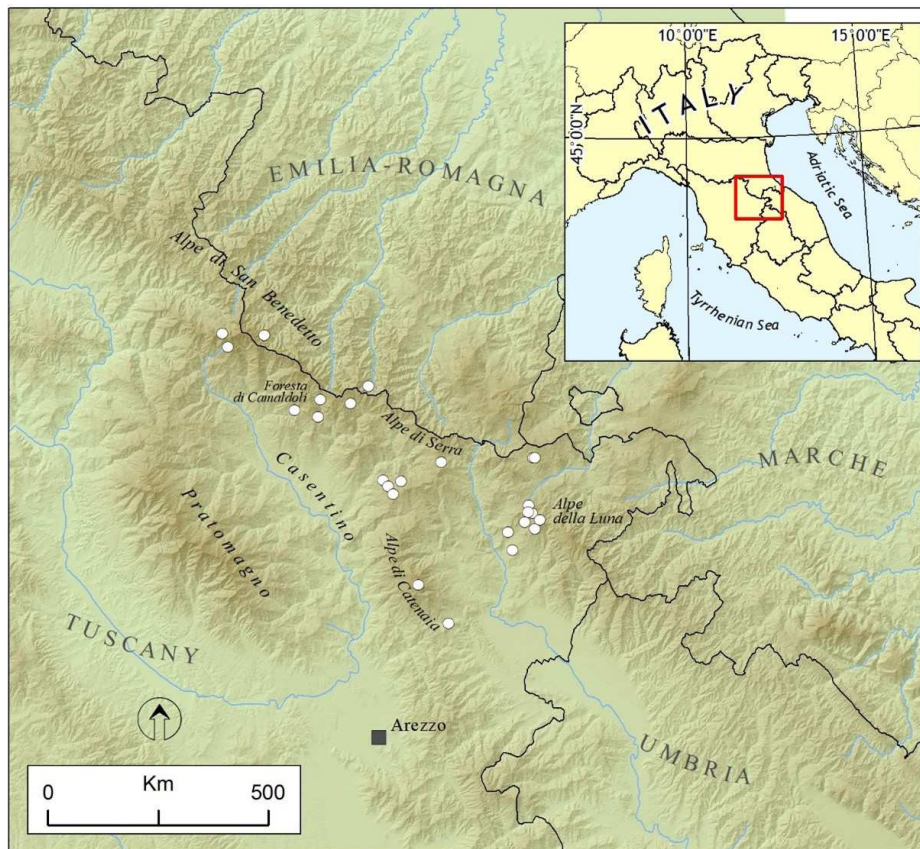 10°0'0"E
15°0'0"E
ITALY
45°0'0"N
Adriatic Sea
Tyrrhenian Sea
EMILIA-ROMAGNA
Alpe di San Benedetto
Foresta
di Camaldoli
Alpe di Serra
MARCHE
Casentino
Alpe
della Luna
Pratomagno
Alpe di Catenaia
TUSCANY
Arezzo
UMBRIA
Km
0 500